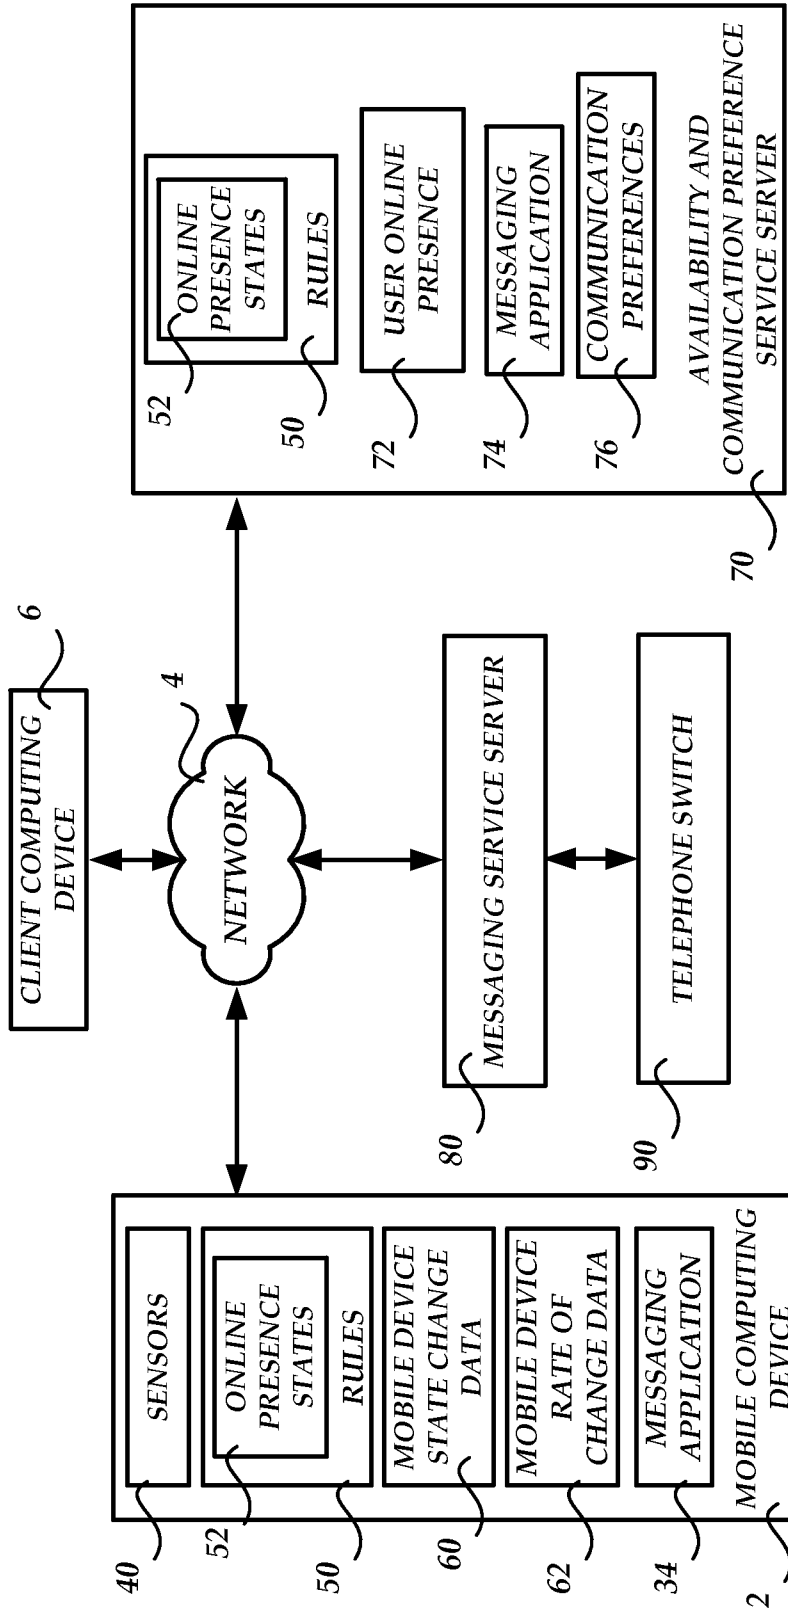 CLIENT COMPUTING
DEVICE
6
4
NETWORK
40
SENSORS
52
ONLINE
PRESENCE
STATES
50
RULES
60
MOBILE DEVICE
STATE CHANGE
DATA
62
MOBILE DEVICE
RATE OF
CHANGE DATA
34
MESSAGING
APPLICATION
2
MOBILE COMPUTING
DEVICE
80
MESSAGING SERVICE SERVER
90
TELEPHONE SWITCH
52
ONLINE
PRESENCE
STATES
50
RULES
72
USER ONLINE
PRESENCE
74
MESSAGING
APPLICATION
76
COMMUNICATION
PREFERENCES
70
AVAILABILITY AND
COMMUNICATION PREFERENCE
SERVICE SERVER